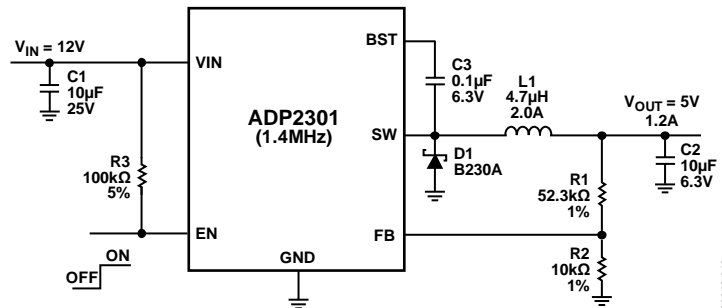 V_IN = 12V
C1
10µF
25V
R3
100kΩ
5%
ON
OFF
VIN
EN
ADP2301
(1.4MHz)
GND
BST
SW
FB
C3
0.1µF
6.3V
L1
4.7µH
2.0A
D1
B230A
V_OUT = 5V
1.2A
C2
10µF
6.3V
R1
52.3kΩ
1%
R2
10kΩ
1%